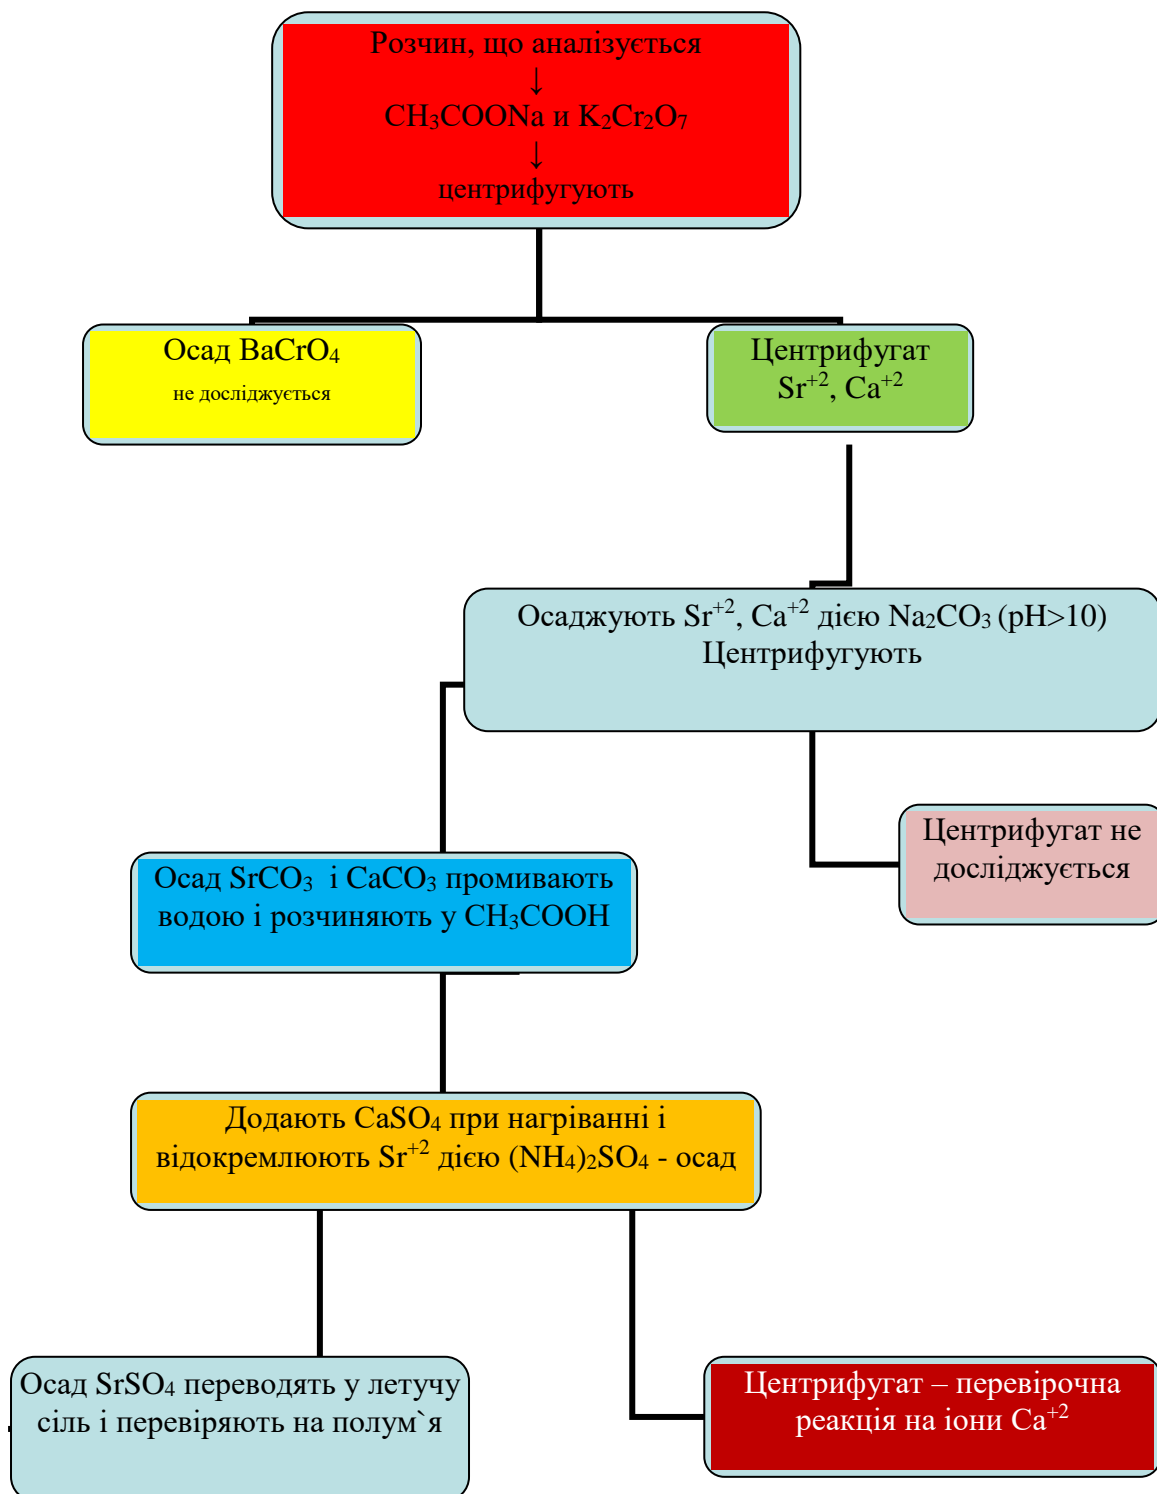 Розчин, що аналізується
↓
CH₃COONa и K₂Cr₂O₇
↓
центрифугують
Осад BaCrO₄
не досліджується
Центрифугат
Sr⁺², Ca⁺²
Осаджують Sr⁺², Ca⁺² дією Na₂CO₃ (pH>10)
Центрифугують
Центрифугат не
досліджується
Осад SrCO₃ і CaCO₃ промивають
водою і розчиняють у CH₃COOH
Додають CaSO₄ при нагріванні і
відокремлюють Sr⁺² дією (NH₄)₂SO₄ - осад
Осад SrSO₄ переводять у летучу
сіль і перевіряють на полум`я
Центрифугат – перевірочна
реакція на іони Ca⁺²